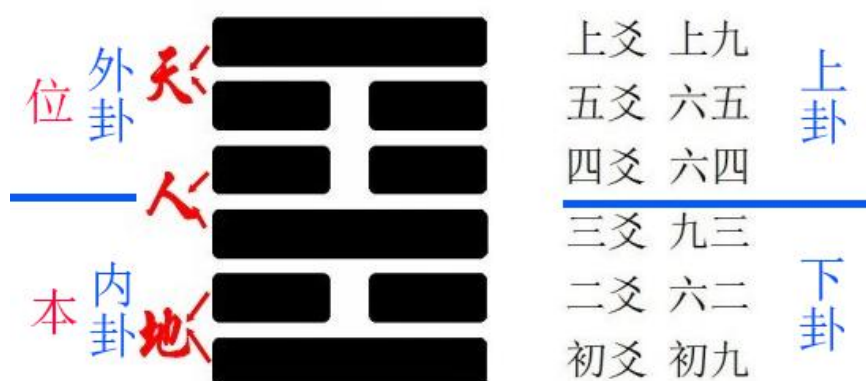 位
外卦
天
人
本
内卦
地
上爻 上九
五爻 六五
四爻 六四
三爻 九三
二爻 六二
初爻 初九
上卦
下卦